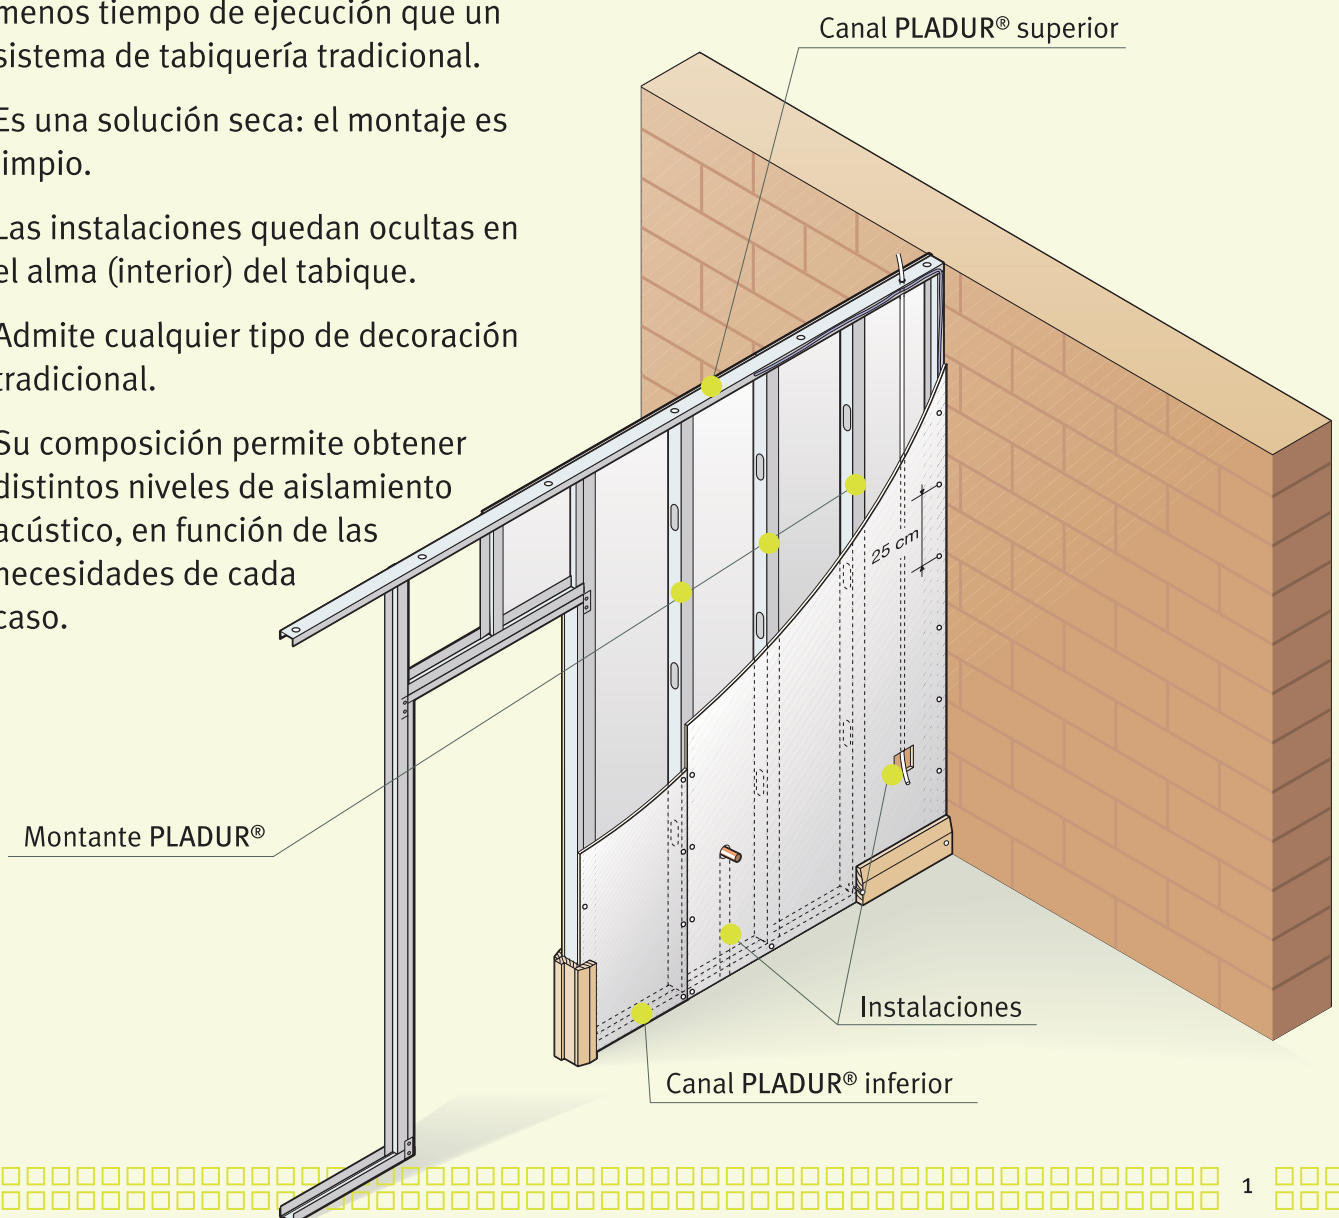 menos tiempo de ejecución que un
sistema de tabiquería tradicional.
Es una solución seca: el montaje es
limpio.
Las instalaciones quedan ocultas en
el alma (interior) del tabique.
Admite cualquier tipo de decoración
tradicional.
Su composición permite obtener
distintos niveles de aislamiento
acústico, en función de las
necesidades de cada
caso.
Canal PLADUR® superior
25 cm
Montante PLADUR®
Instalaciones
Canal PLADUR® inferior
1